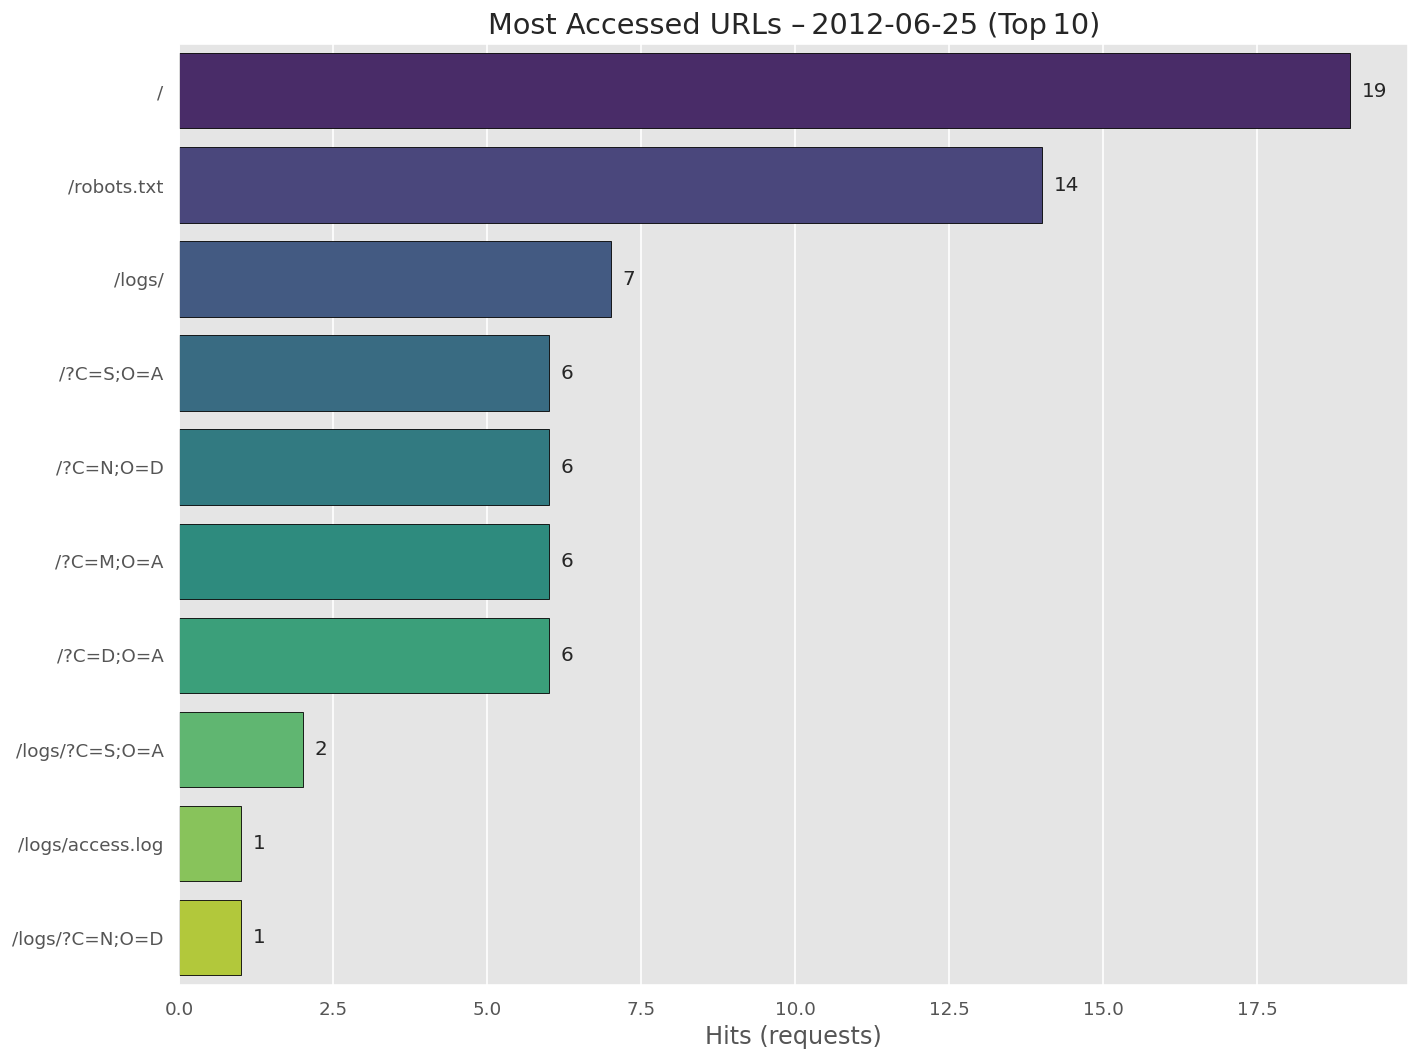 Most Accessed URLs – 2012-06-25 (Top 10)
/ 19
/robots.txt 14
/logs/ 7
/?C=S;O=A 6
/?C=N;O=D 6
/?C=M;O=A 6
/?C=D;O=A 6
/logs/?C=S;O=A 2
/logs/access.log 1
/logs/?C=N;O=D 1
0.0 2.5 5.0 7.5 10.0 12.5 15.0 17.5
Hits (requests)